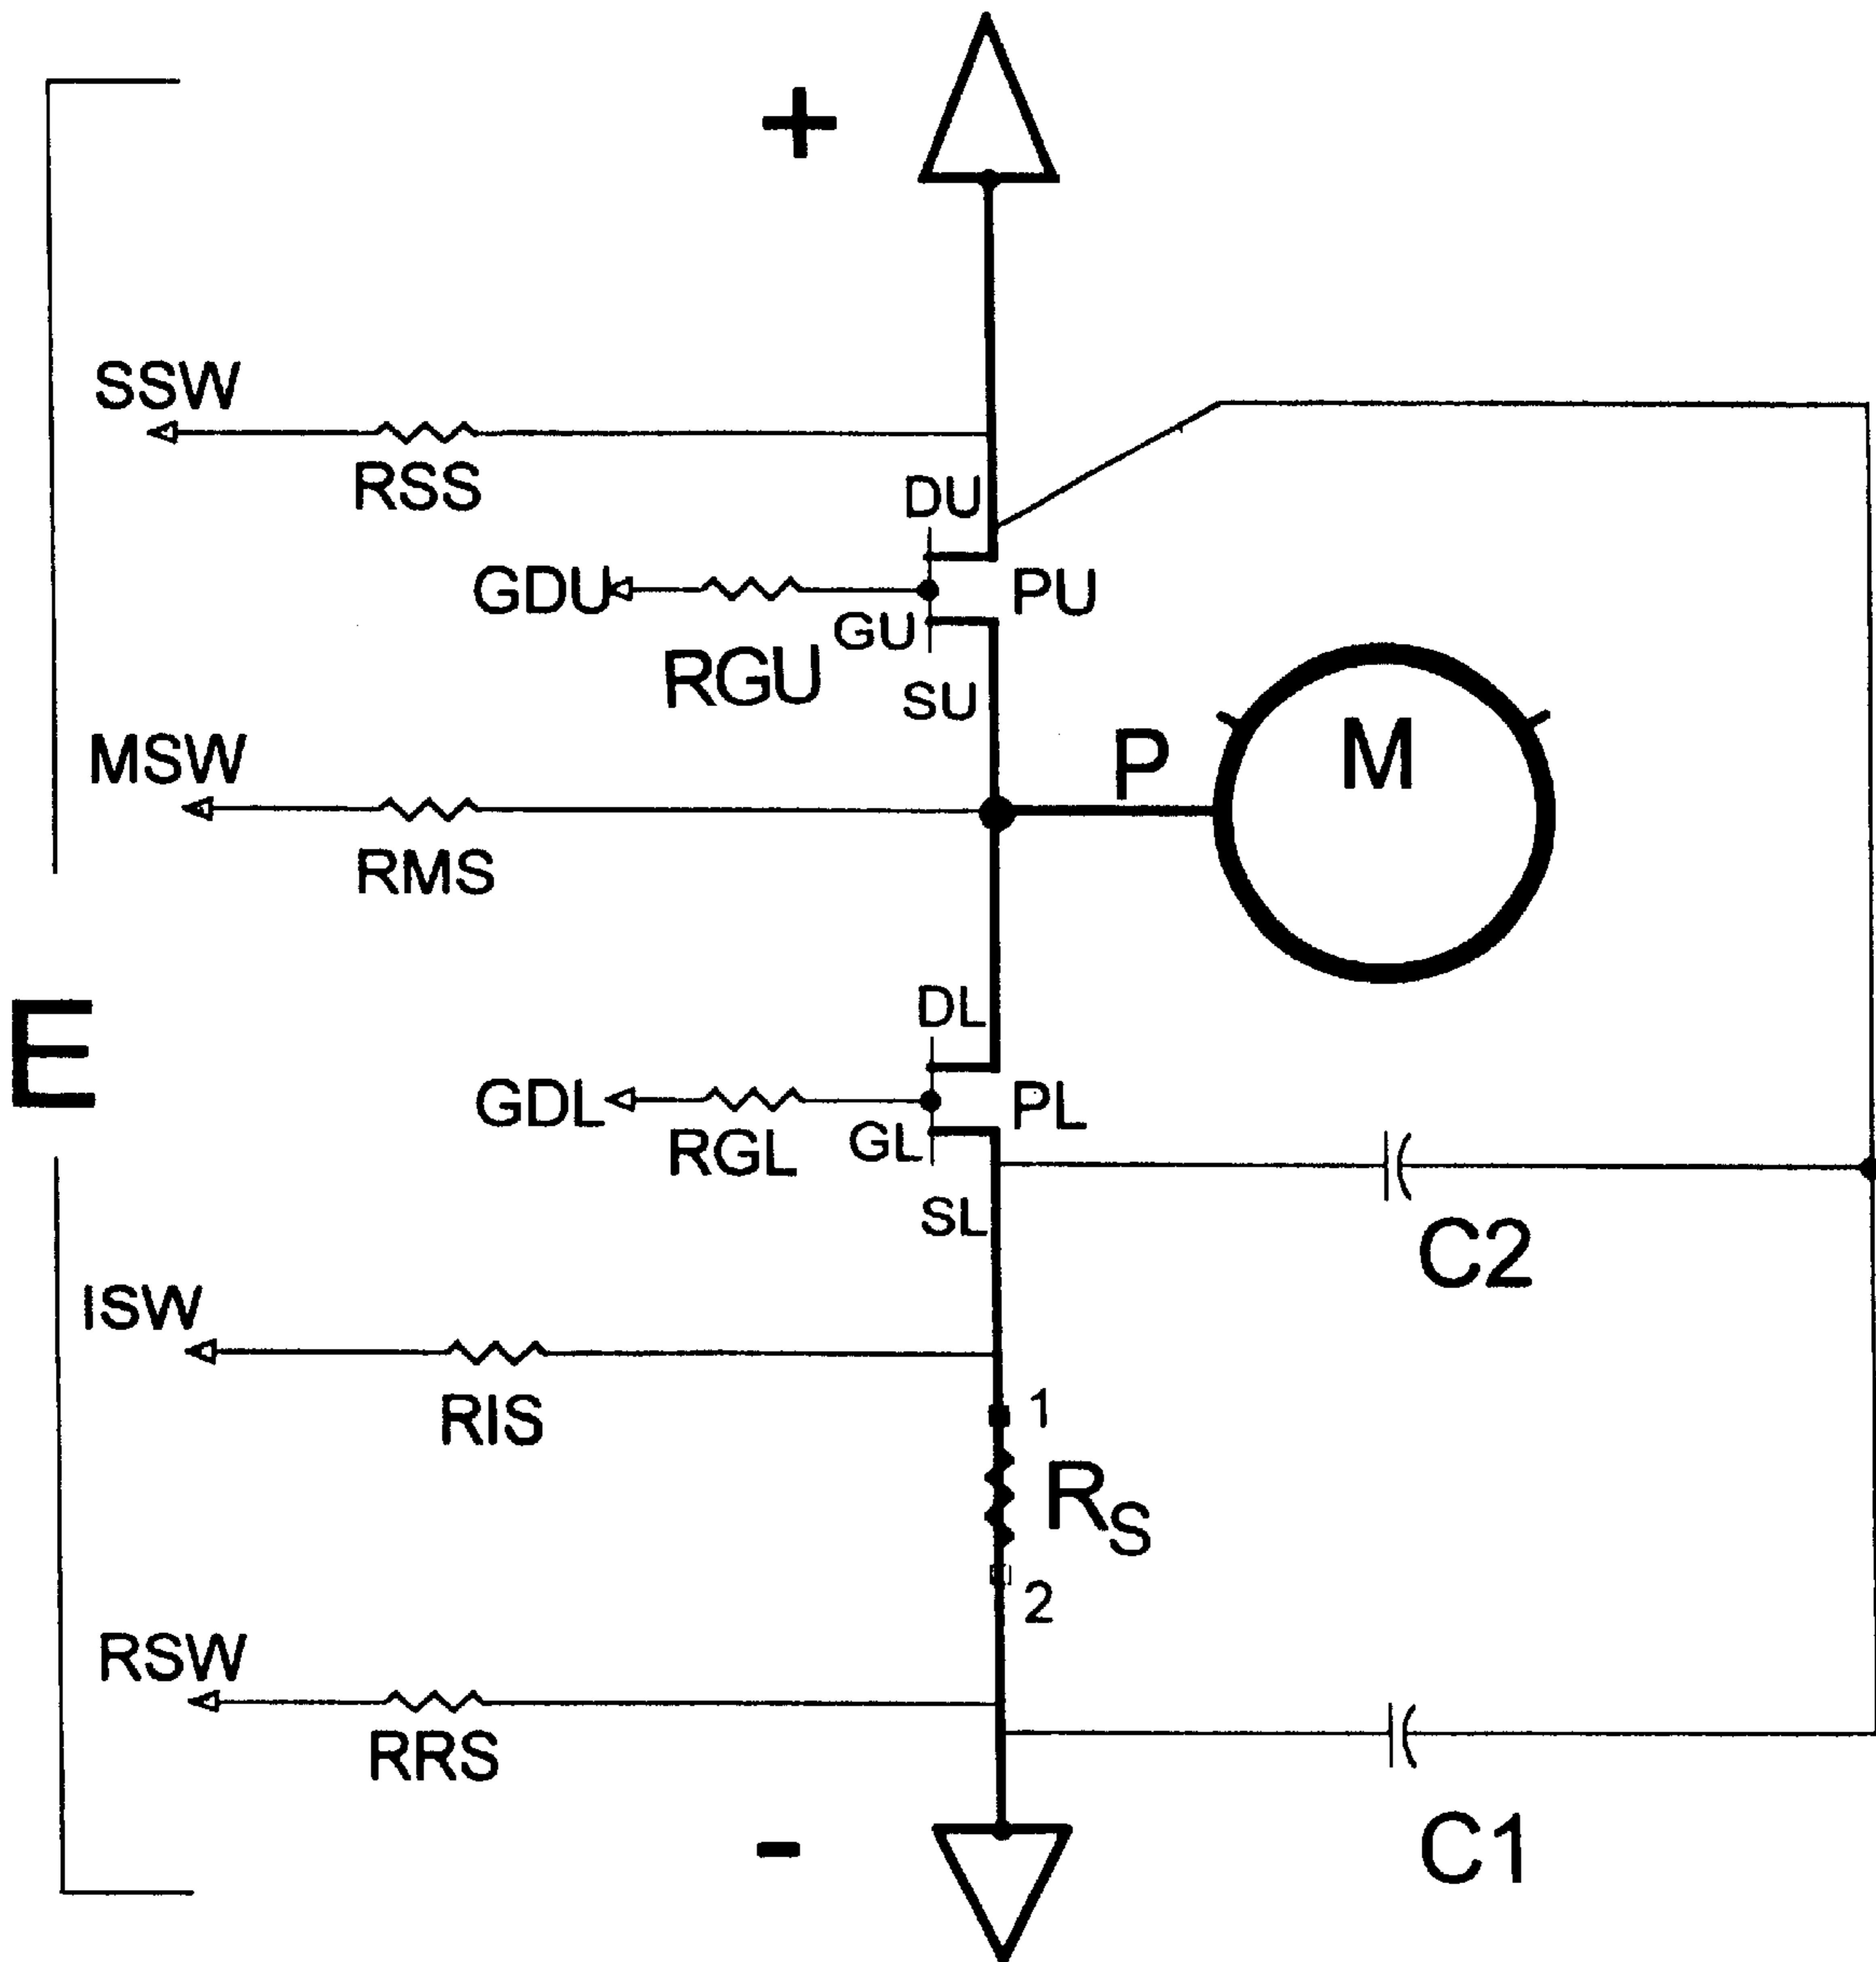 +
SSW
RSS
DU
GDU
PU
GU
RGU
SU
MSW
P
M
RMS
E
DL
GDL
PL
RGL
GL
SL
C2
ISW
RIS
1
RS
2
RSW
RRS
-
C1